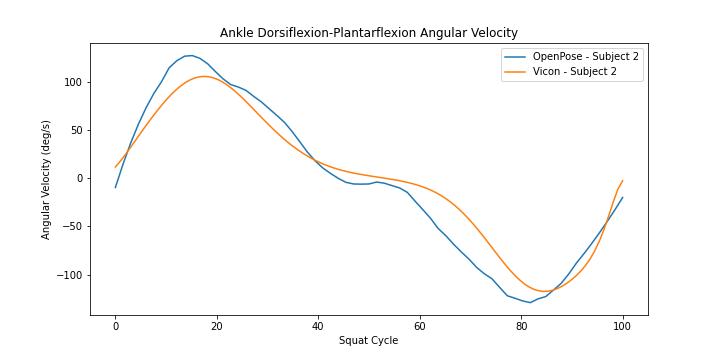 Ankle Dorsiflexion-Plantarflexion Angular Velocity
OpenPose - Subject 2
Vicon - Subject 2
Angular Velocity (deg/s)
100
50
0
−50
−100
0 20 40 60 80 100
Squat Cycle